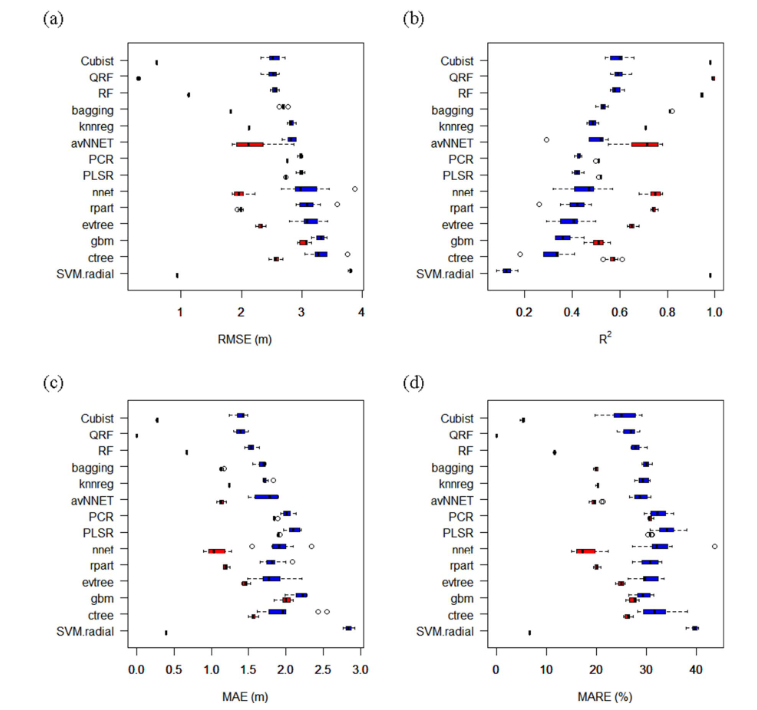 (a)
Cubist
QRF
RF
bagging
knnreg
avNNET
PCR
PLSR
nnet
rpart
evtree
gbm
ctree
SVM.radial
1 2 3 4
RMSE (m)
(b)
Cubist
QRF
RF
bagging
knnreg
avNNET
PCR
PLSR
nnet
rpart
evtree
gbm
ctree
SVM.radial
0.2 0.4 0.6 0.8 1.0
R²
(c)
Cubist
QRF
RF
bagging
knnreg
avNNET
PCR
PLSR
nnet
rpart
evtree
gbm
ctree
SVM.radial
0.0 0.5 1.0 1.5 2.0 2.5 3.0
MAE (m)
(d)
Cubist
QRF
RF
bagging
knnreg
avNNET
PCR
PLSR
nnet
rpart
evtree
gbm
ctree
SVM.radial
0 10 20 30 40
MARE (%)